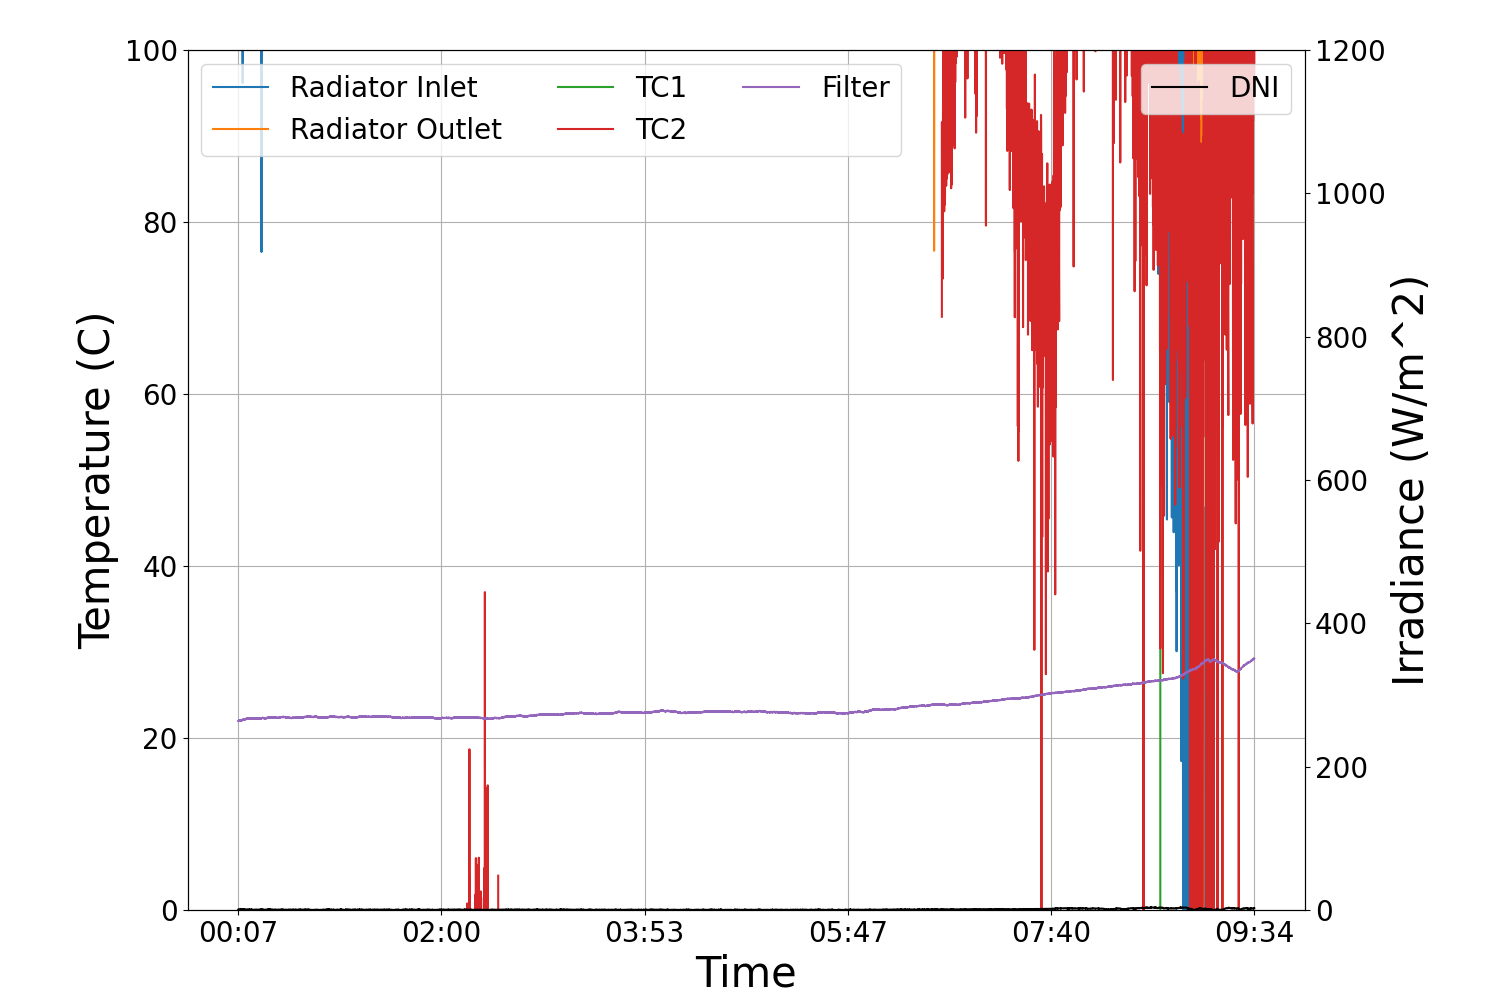 Radiator Inlet
Radiator Outlet
TC1
TC2
Filter
DNI
Temperature (C)
100
80
60
40
20
0
1200
1000
800
600
400
200
0
Irradiance (W/m^2)
00:07 02:00 03:53 05:47 07:40 09:34
Time